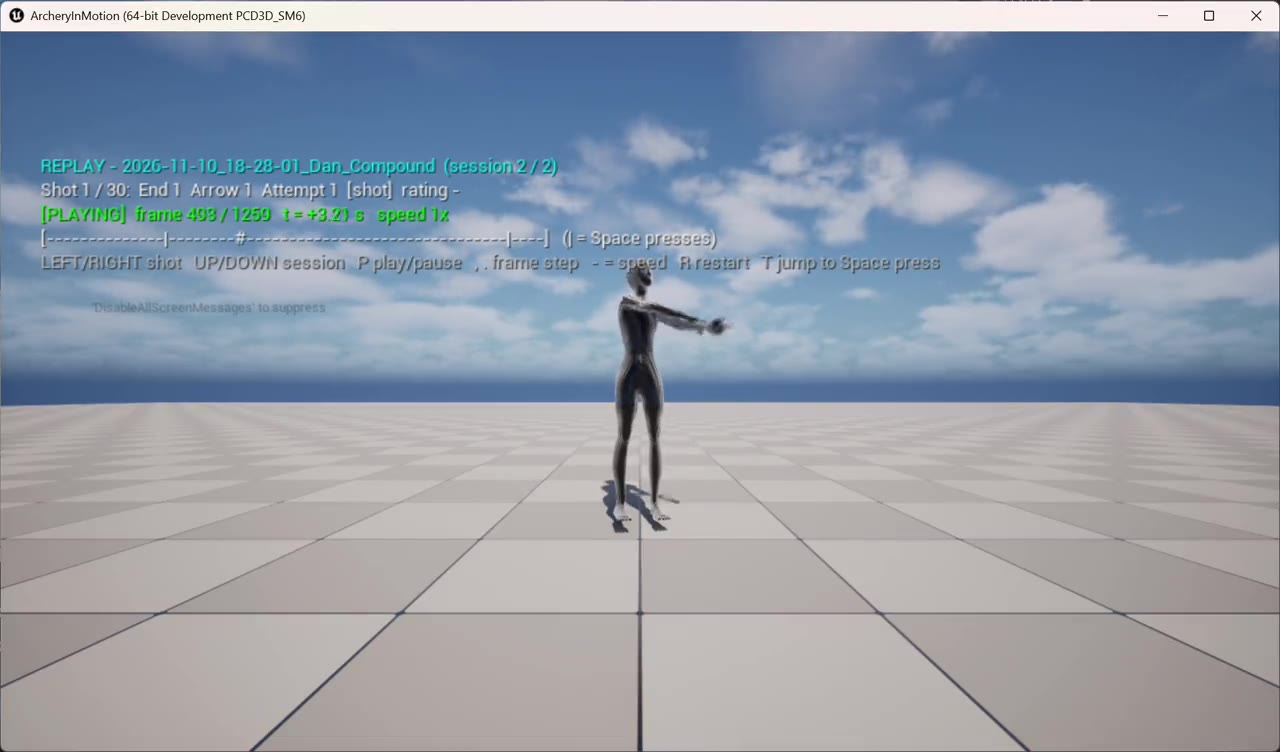 ArcheryInMotion (64-bit Development PCD3D_SM6)
REPLAY - 2026-11-10_18-28-01_Dan_Compound (session 2 / 2)
Shot 1 / 30: End 1 Arrow 1 Attempt 1 [shot] rating -
[PLAYING] frame 493 / 1259 t = +3.21 s speed 1x
[--------------|--------#-------------------------------|----] (| = Space presses)
LEFT/RIGHT shot UP/DOWN session P play/pause , . frame step - = speed R restart T jump to Space press
'DisableAllScreenMessages' to suppress